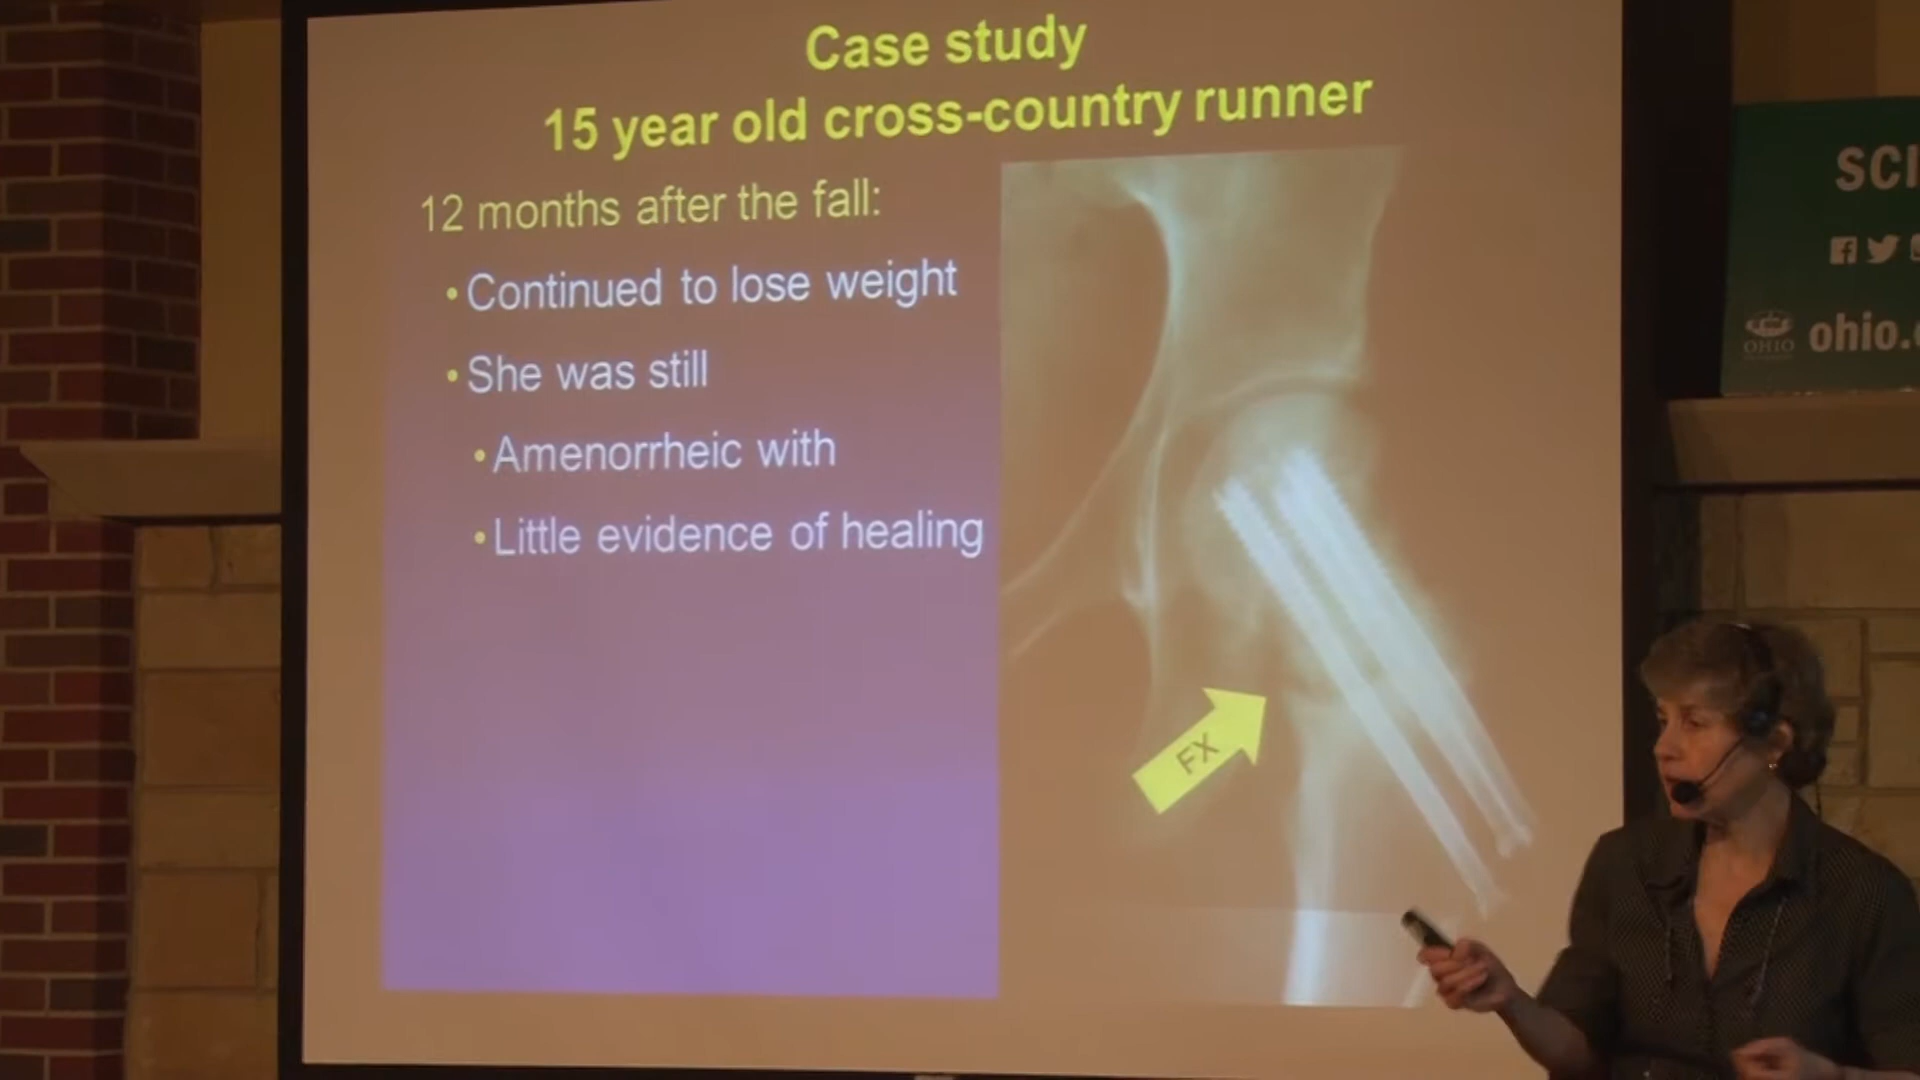 Case study
15 year old cross-country runner
12 months after the fall:
• Continued to lose weight
• She was still
• Amenorrheic with
• Little evidence of healing
FX
SCI
OHIO
ohio.